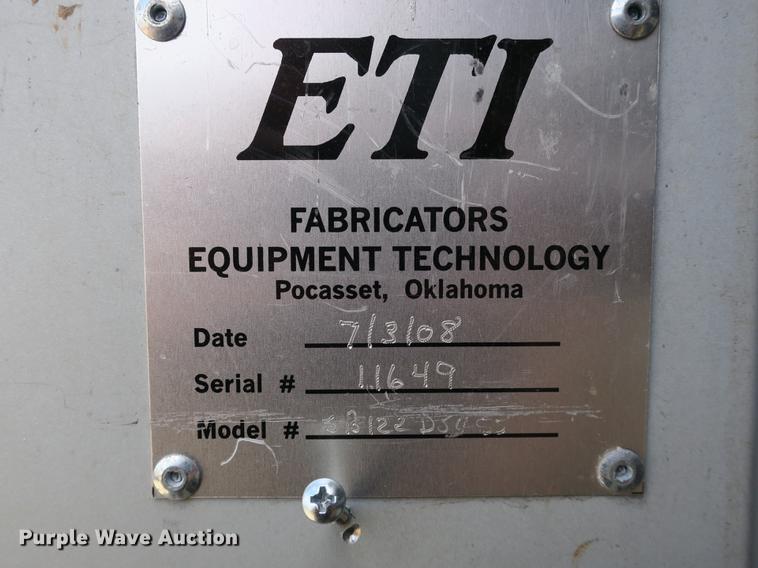 ETI
FABRICATORS
EQUIPMENT TECHNOLOGY
Pocasset, Oklahoma
Date 7/3/08
Serial # 11649
Model #
Purple Wave Auction